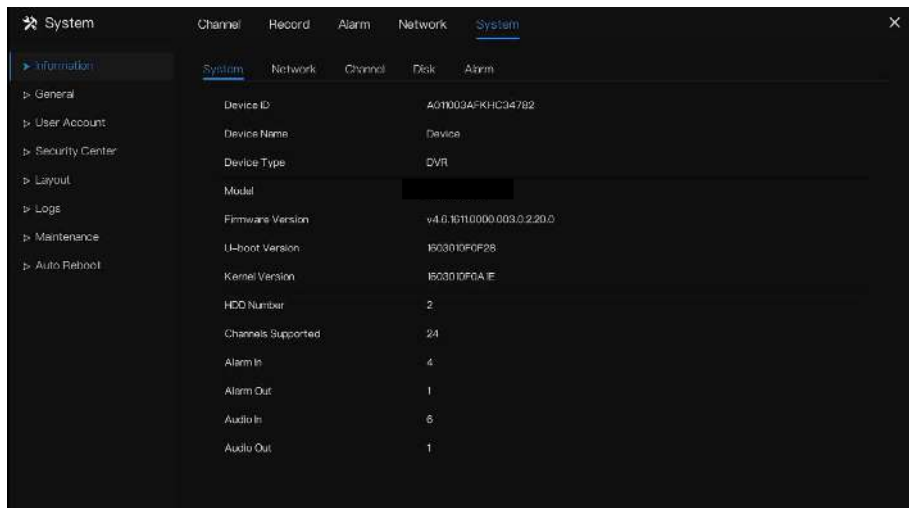 System
Channel Record Alarm Network System
Information
General
User Account
Security Center
Layout
Logs
Maintenance
Auto Reboot
System Network Channel Disk Alarm
Device ID A011003AFKHC34782
Device Name Device
Device Type DVR
Model
Firmware Version v4.6.1611.0000.003.0.2.20.0
U-boot Version 1603010F0F28
Kernel Version 1603010F0A1E
HDD Number 2
Channels Supported 24
Alarm In 4
Alarm Out 1
Audio In 6
Audio Out 1